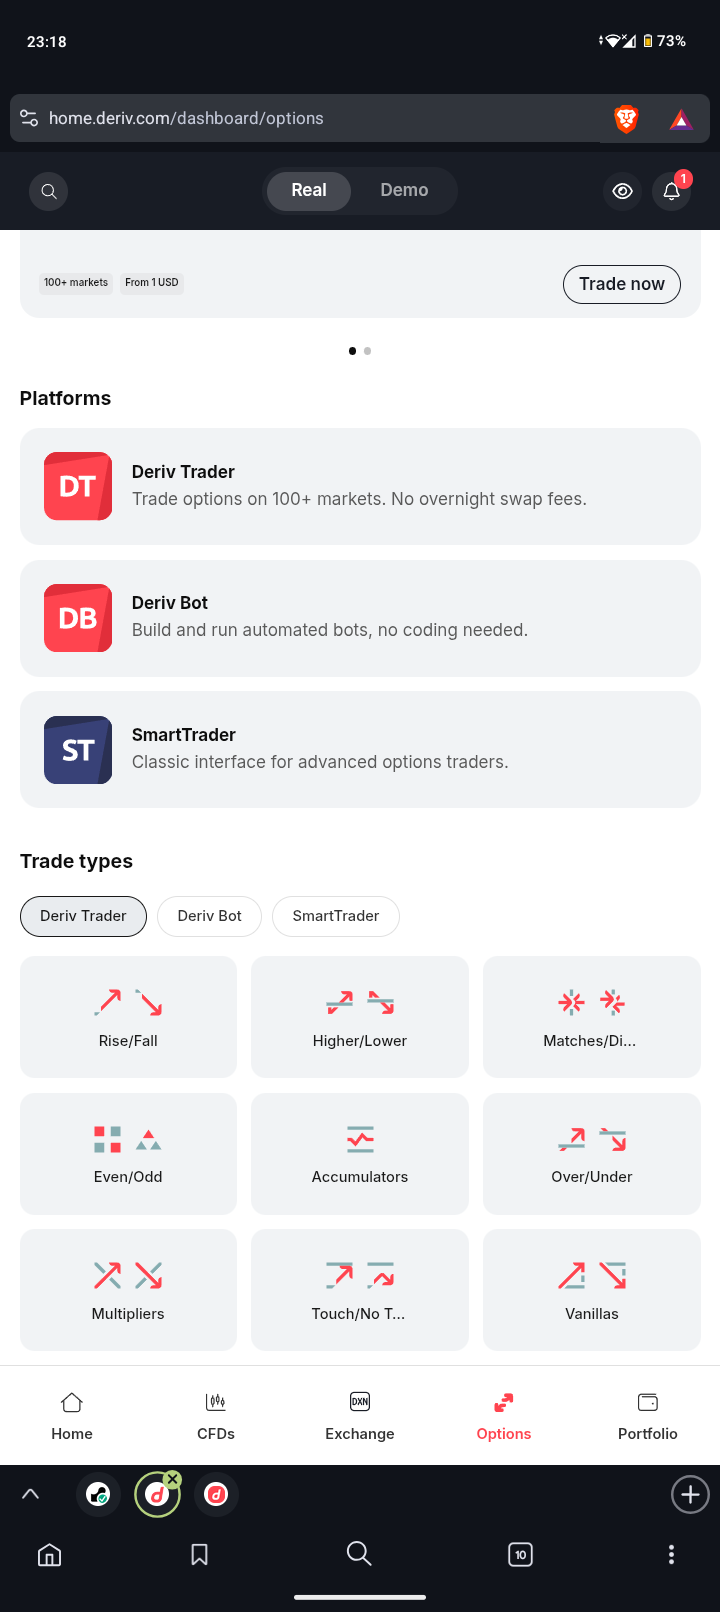 23:18
73%
home.deriv.com/dashboard/options
Real
Demo
1
100+ markets
From 1 USD
Trade now
Platforms
DT
Deriv Trader
Trade options on 100+ markets. No overnight swap fees.
DB
Deriv Bot
Build and run automated bots, no coding needed.
ST
SmartTrader
Classic interface for advanced options traders.
Trade types
Deriv Trader
Deriv Bot
SmartTrader
Rise/Fall
Higher/Lower
Matches/Di...
Even/Odd
Accumulators
Over/Under
Multipliers
Touch/No T...
Vanillas
DXN
Home
CFDs
Exchange
Options
Portfolio
d
d
10